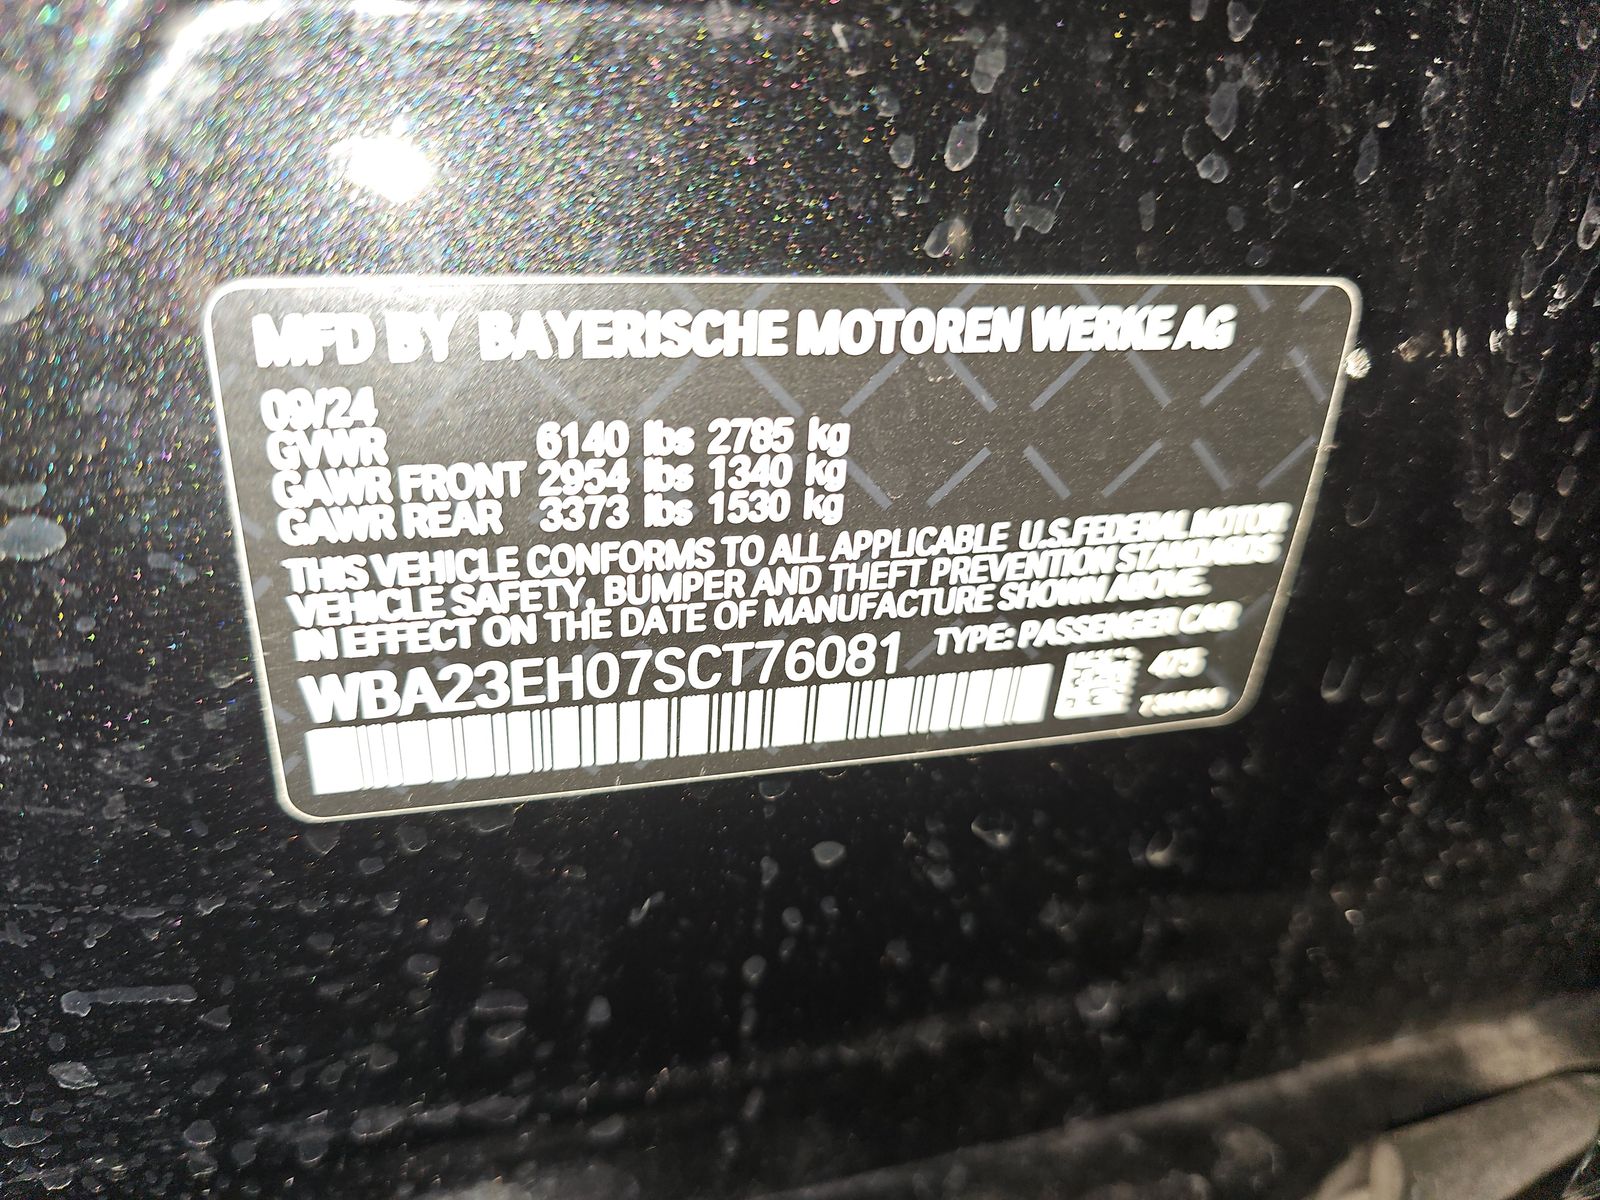 MFD BY BAYERISCHE MOTOREN WERKE AG
09/24
GVWR 6140 lbs 2785 kg
GAWR FRONT 2954 lbs 1340 kg
GAWR REAR 3373 lbs 1530 kg
THIS VEHICLE CONFORMS TO ALL APPLICABLE U.S.FEDERAL MOTOR
VEHICLE SAFETY, BUMPER AND THEFT PREVENTION STANDARDS
IN EFFECT ON THE DATE OF MANUFACTURE SHOWN ABOVE.
WBA23EH07SCT76081 TYPE: PASSENGER CAR
475